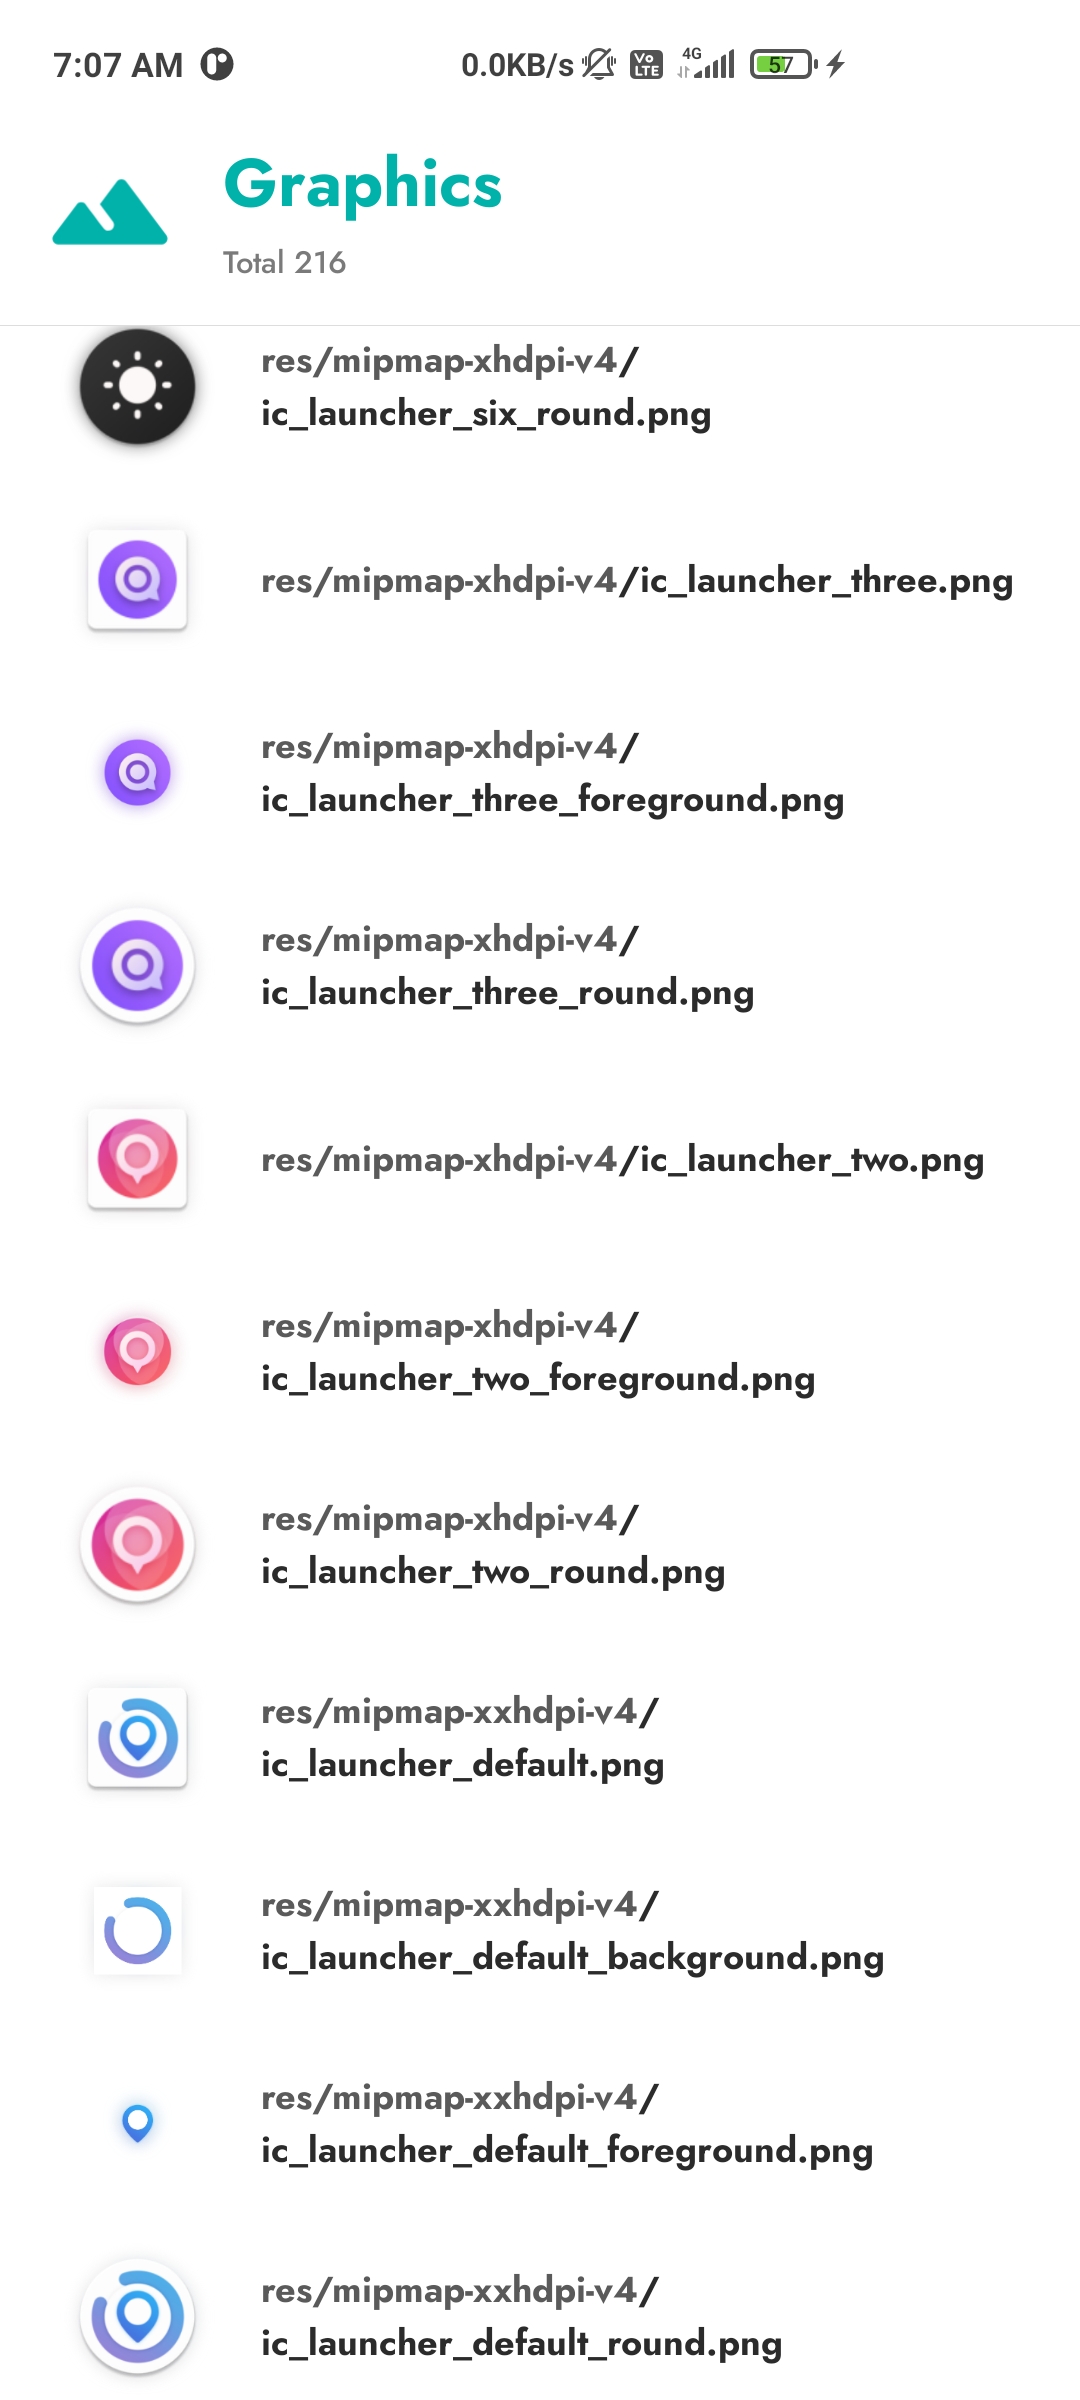 7:07 AM 0.0KB/s Vo LTE 4G 57
Graphics
Total 216
res/mipmap-xhdpi-v4/
ic_launcher_six_round.png
res/mipmap-xhdpi-v4/ic_launcher_three.png
res/mipmap-xhdpi-v4/
ic_launcher_three_foreground.png
res/mipmap-xhdpi-v4/
ic_launcher_three_round.png
res/mipmap-xhdpi-v4/ic_launcher_two.png
res/mipmap-xhdpi-v4/
ic_launcher_two_foreground.png
res/mipmap-xhdpi-v4/
ic_launcher_two_round.png
res/mipmap-xxhdpi-v4/
ic_launcher_default.png
res/mipmap-xxhdpi-v4/
ic_launcher_default_background.png
res/mipmap-xxhdpi-v4/
ic_launcher_default_foreground.png
res/mipmap-xxhdpi-v4/
ic_launcher_default_round.png